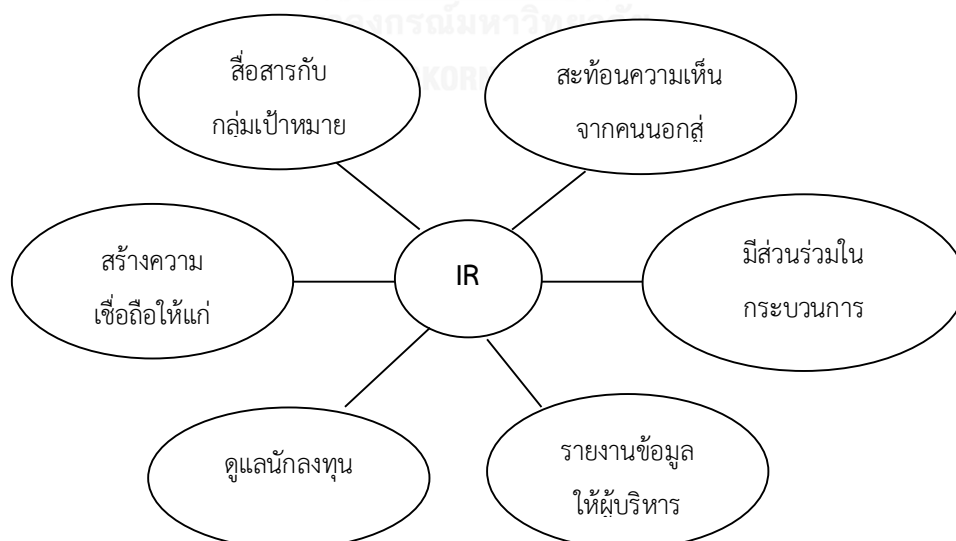 สื่อสารกับ
กลุ่มเป้าหมาย
สะท้อนความเห็น
จากคนนอกสู่
สร้างความ
เชื่อถือให้แก่
IR
มีส่วนร่วมใน
กระบวนการ
ดูแลนักลงทุน
รายงานข้อมูล
ให้ผู้บริหาร